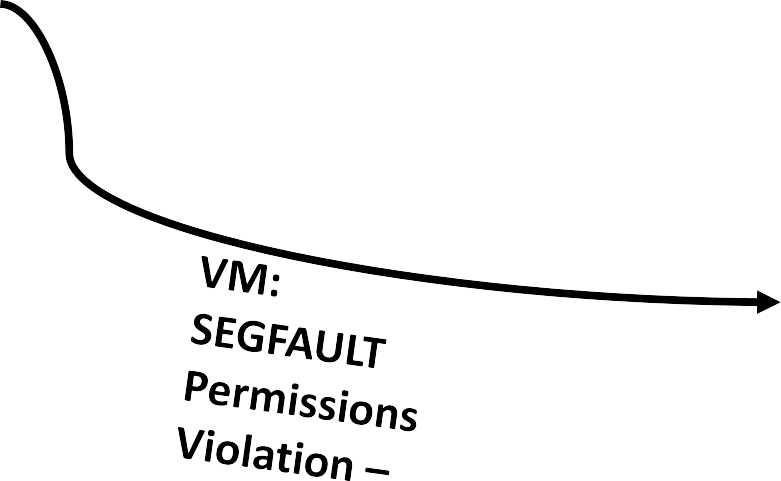 VM:
SEGFAULT
Permissions
Violation –